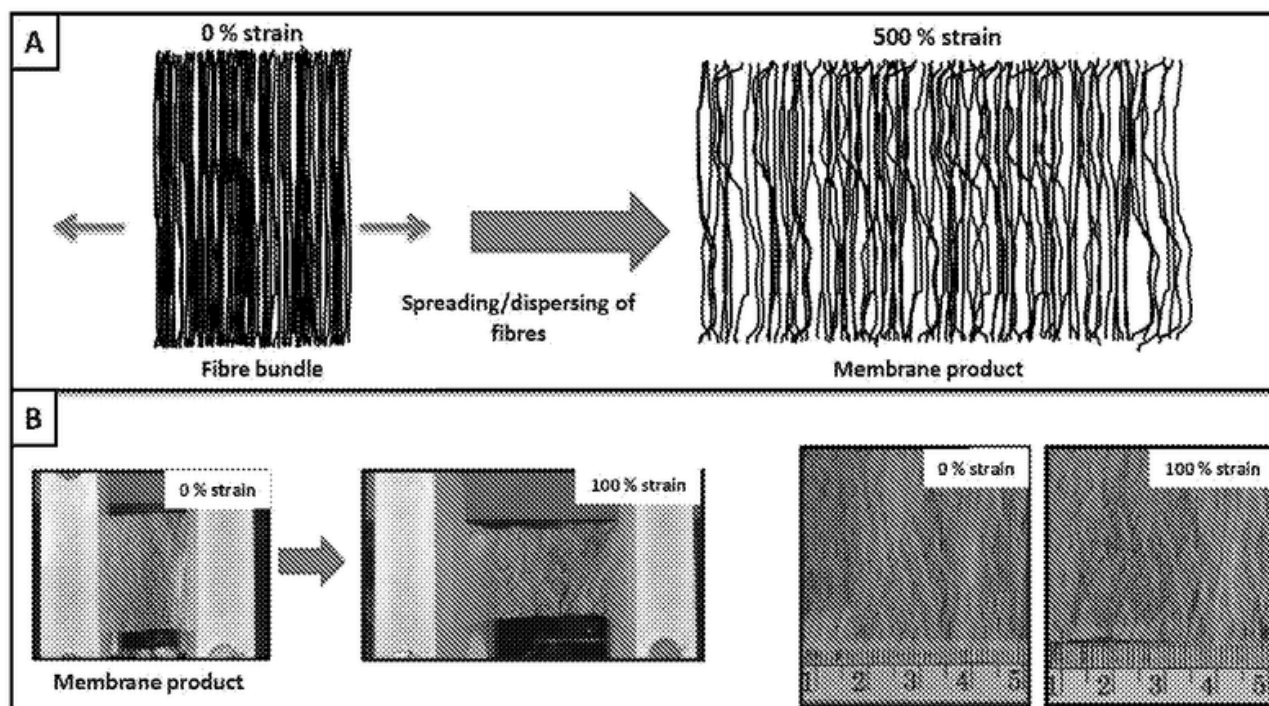 A
0 % strain
500 % strain
Spreading/dispersing of
fibres
Fibre bundle
Membrane product
B
0 % strain
100 % strain
0 % strain
100 % strain
1 2 3 4 5
1 2 3 4 5
Membrane product